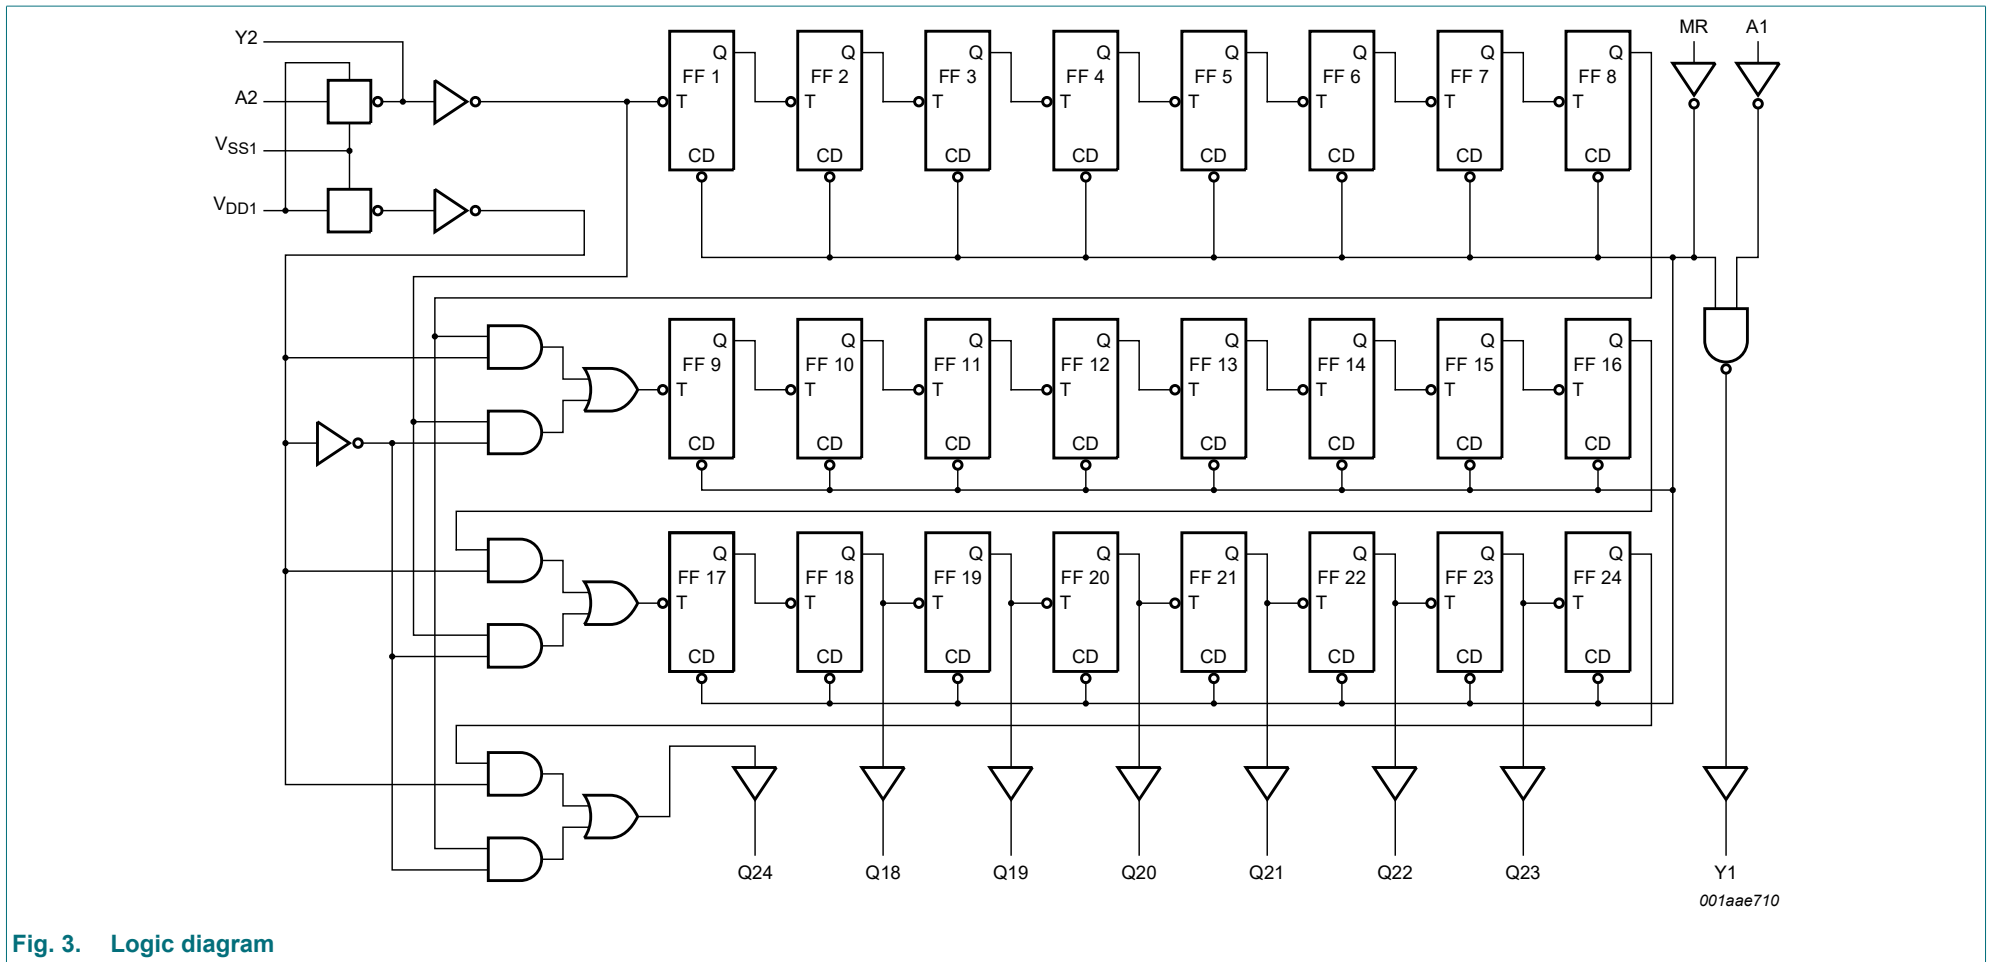 Y2
A2
VSS1
VDD1
MR A1
Q Q Q Q Q Q Q Q
FF 1 FF 2 FF 3 FF 4 FF 5 FF 6 FF 7 FF 8
T T T T T T T T
CD CD CD CD CD CD CD CD
Q Q Q Q Q Q Q Q
FF 9 FF 10 FF 11 FF 12 FF 13 FF 14 FF 15 FF 16
T T T T T T T T
CD CD CD CD CD CD CD CD
Q Q Q Q Q Q Q Q
FF 17 FF 18 FF 19 FF 20 FF 21 FF 22 FF 23 FF 24
T T T T T T T T
CD CD CD CD CD CD CD CD
Q24 Q18 Q19 Q20 Q21 Q22 Q23 Y1
001aae710
Fig. 3. Logic diagram